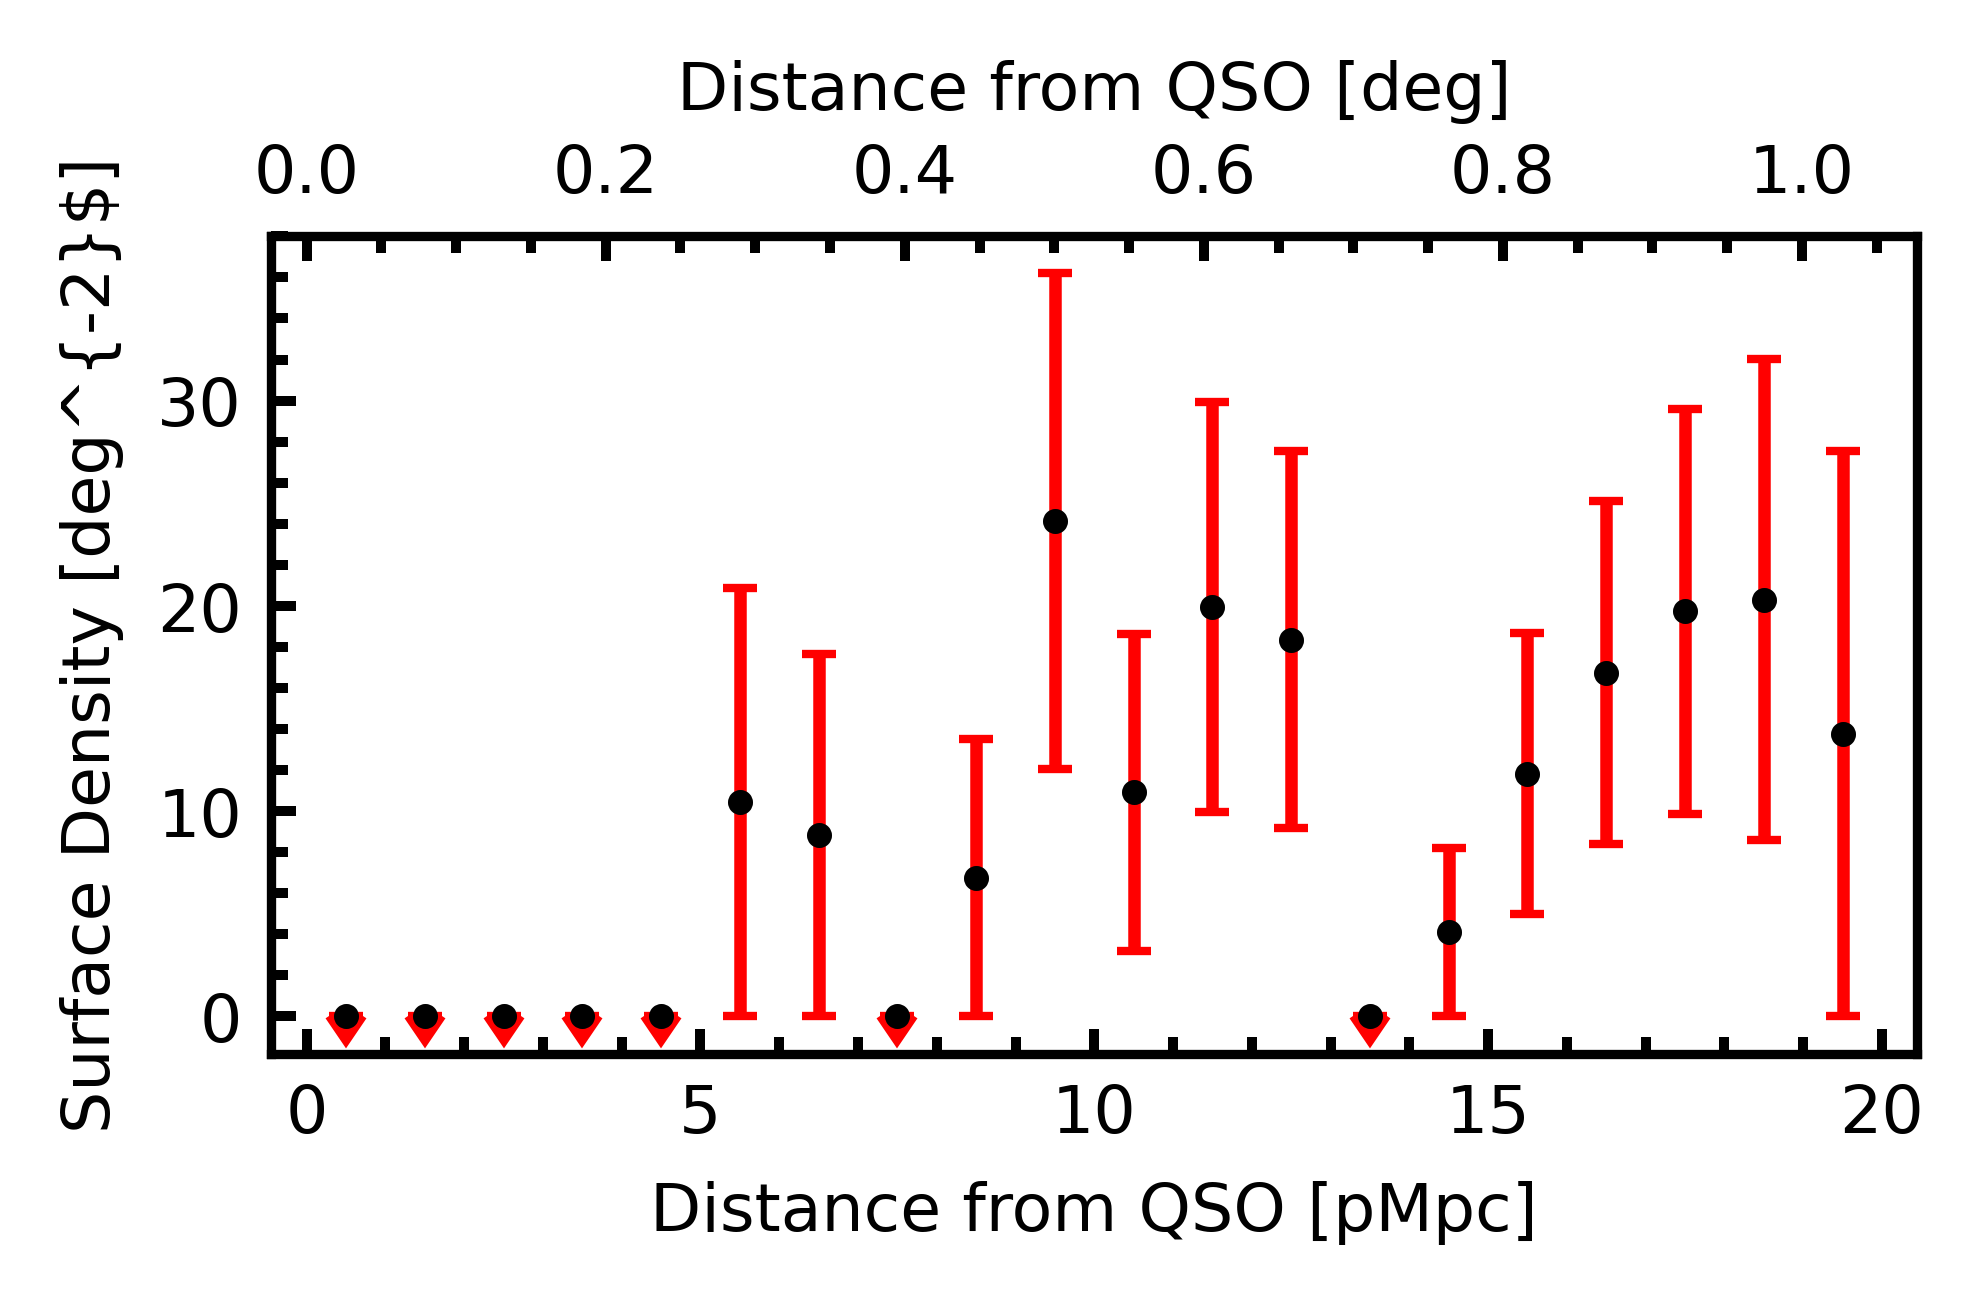 Distance from QSO [deg]
0.0 0.2 0.4 0.6 0.8 1.0
Surface Density [deg^{-2}$]
30
20
10
0
0 5 10 15 20
Distance from QSO [pMpc]